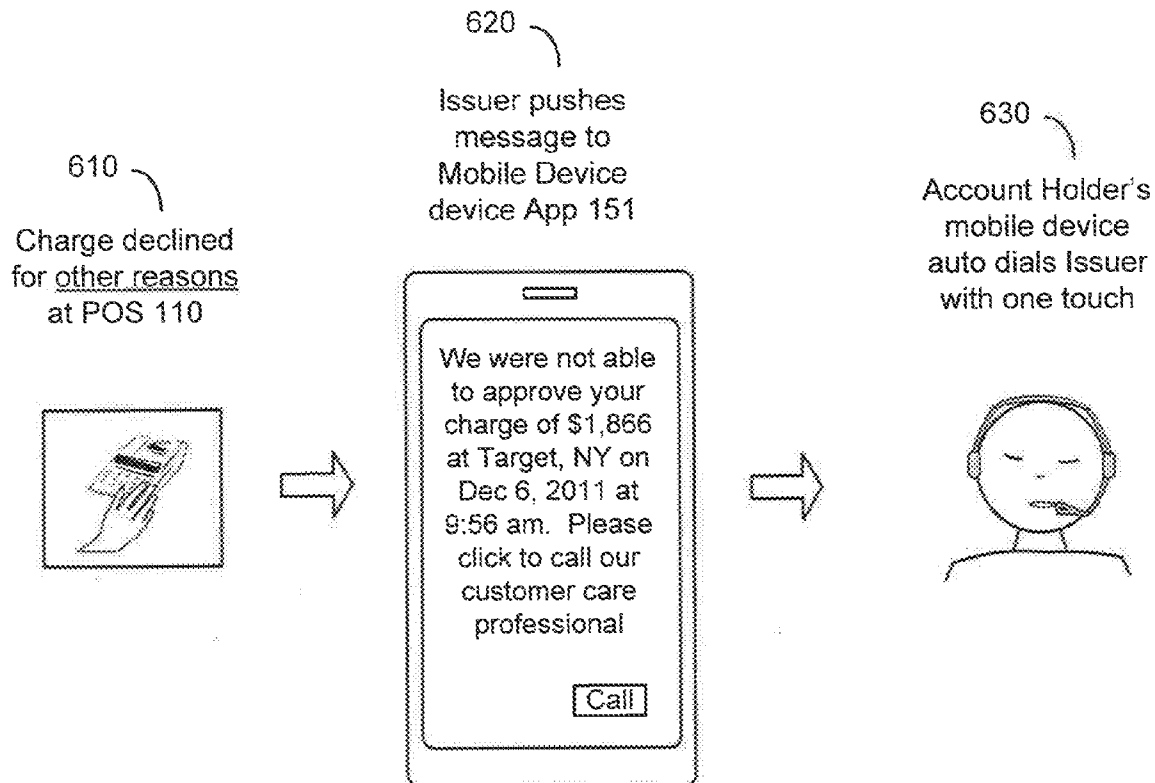 610
Charge declined
for other reasons
at POS 110
620
Issuer pushes
message to
Mobile Device
device App 151
We were not able
to approve your
charge of $1,866
at Target, NY on
Dec 6, 2011 at
9:56 am. Please
click to call our
customer care
professional
Call
630
Account Holder's
mobile device
auto dials Issuer
with one touch